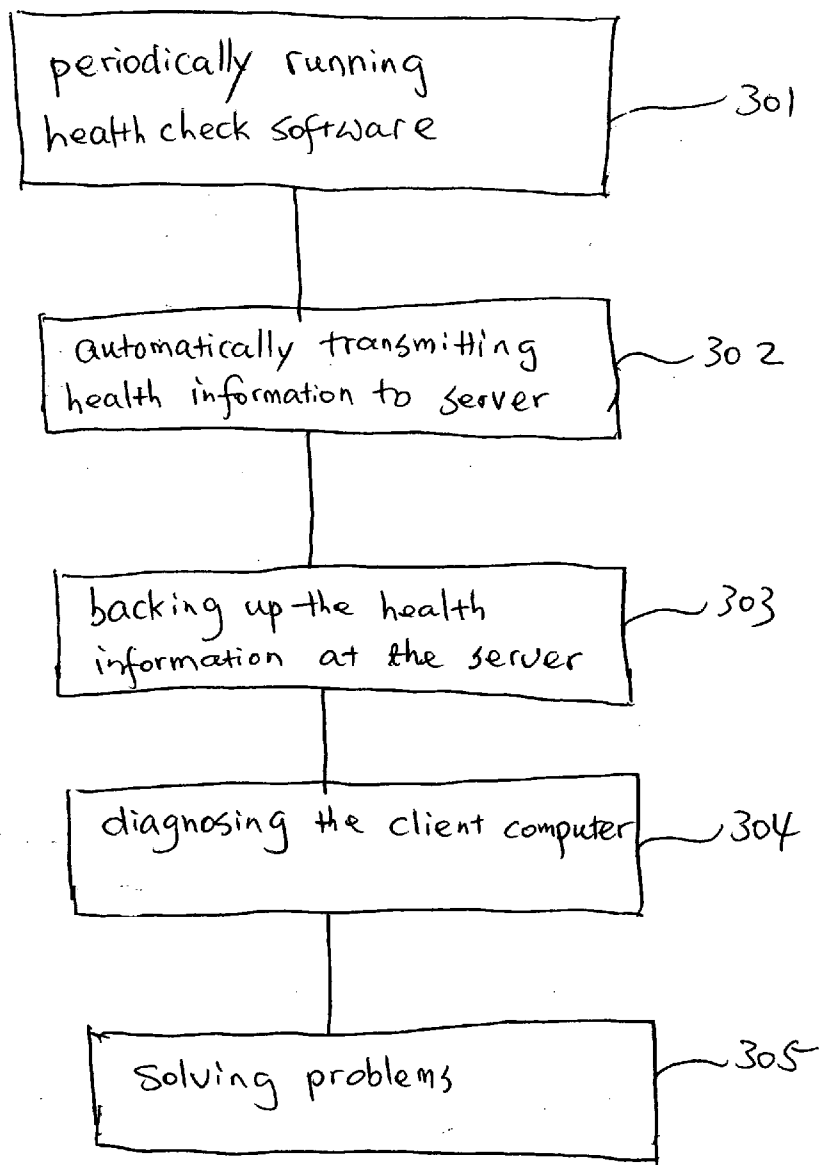 periodically running
health check software
301
automatically transmitting
health information to server
302
backing up the health
information at the server
303
diagnosing the client computer
304
solving problems
305